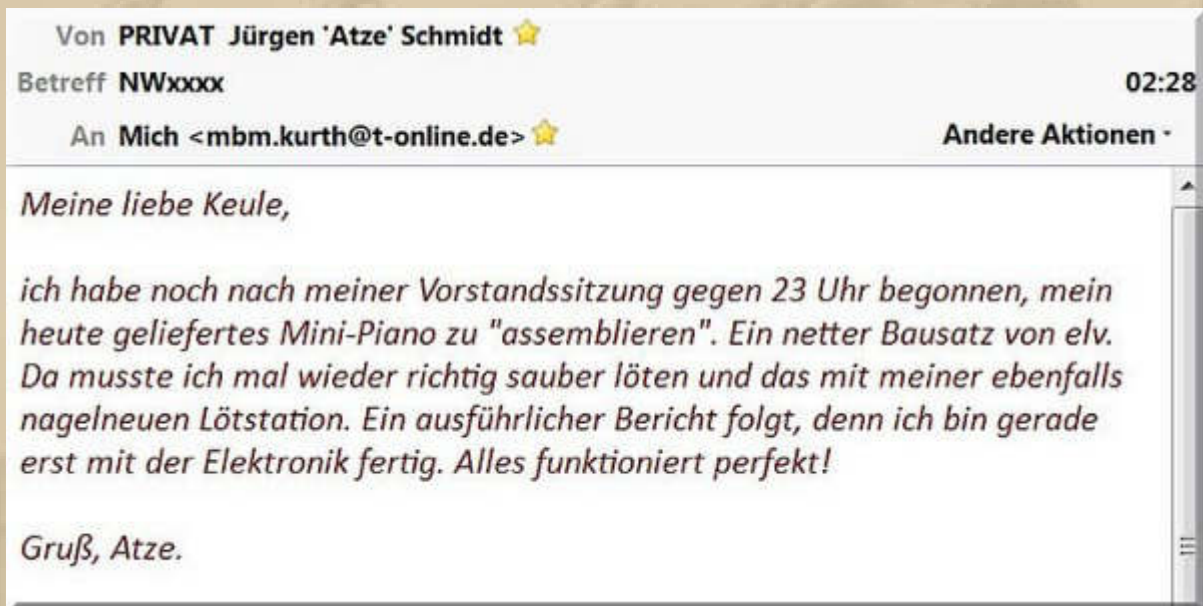 Von PRIVAT Jürgen 'Atze' Schmidt
Betreff NWxxxx 02:28
An Mich <mbm.kurth@t-online.de> Andere Aktionen
Meine liebe Keule,
ich habe noch nach meiner Vorstandssitzung gegen 23 Uhr begonnen, mein
heute geliefertes Mini-Piano zu "assemblieren". Ein netter Bausatz von elv.
Da musste ich mal wieder richtig sauber löten und das mit meiner ebenfalls
nagelneuen Lötstation. Ein ausführlicher Bericht folgt, denn ich bin gerade
erst mit der Elektronik fertig. Alles funktioniert perfekt!
Gruß, Atze.